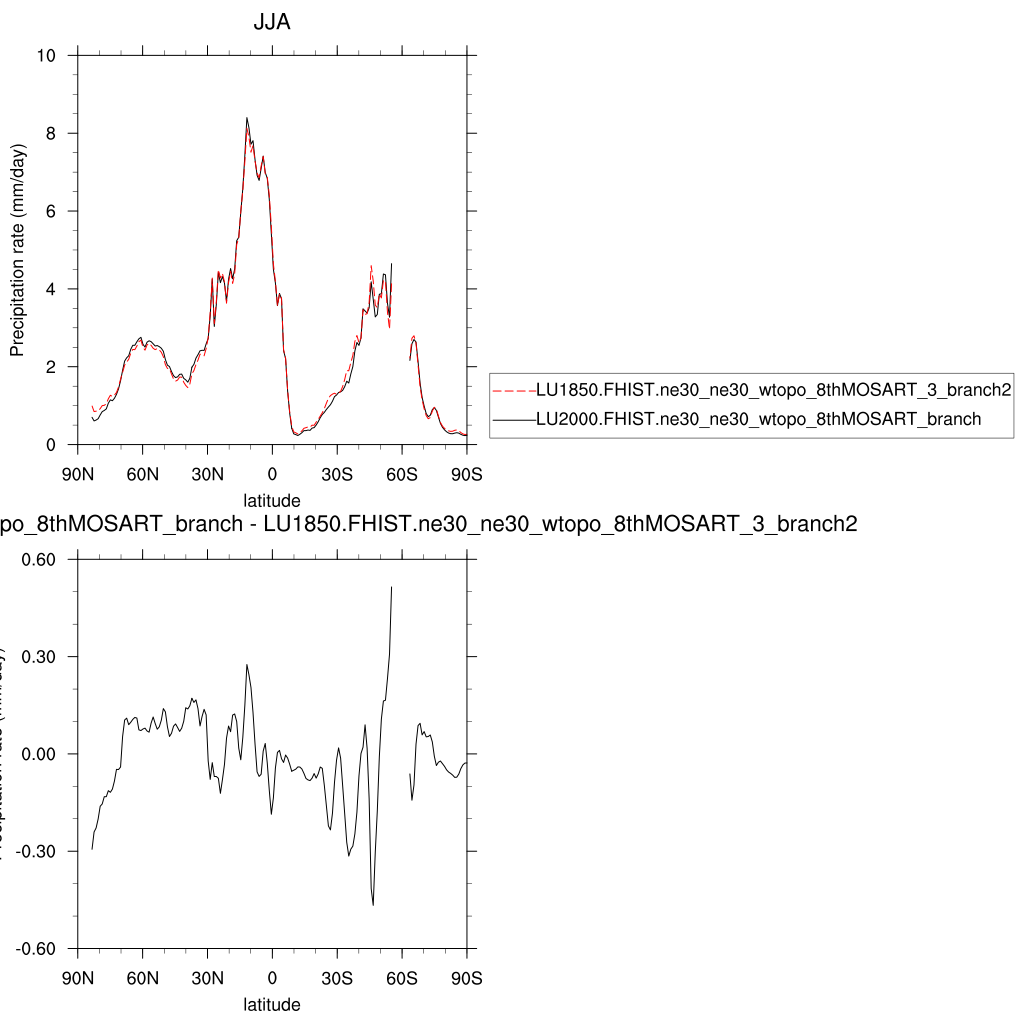 JJA
10
8
6
4
2
0
Precipitation rate (mm/day)
90N 60N 30N 0 30S 60S 90S
latitude
LU1850.FHIST.ne30_ne30_wtopo_8thMOSART_3_branch2
LU2000.FHIST.ne30_ne30_wtopo_8thMOSART_branch
po_8thMOSART_branch - LU1850.FHIST.ne30_ne30_wtopo_8thMOSART_3_branch2
0.60
0.30
0.00
-0.30
-0.60
90N 60N 30N 0 30S 60S 90S
latitude